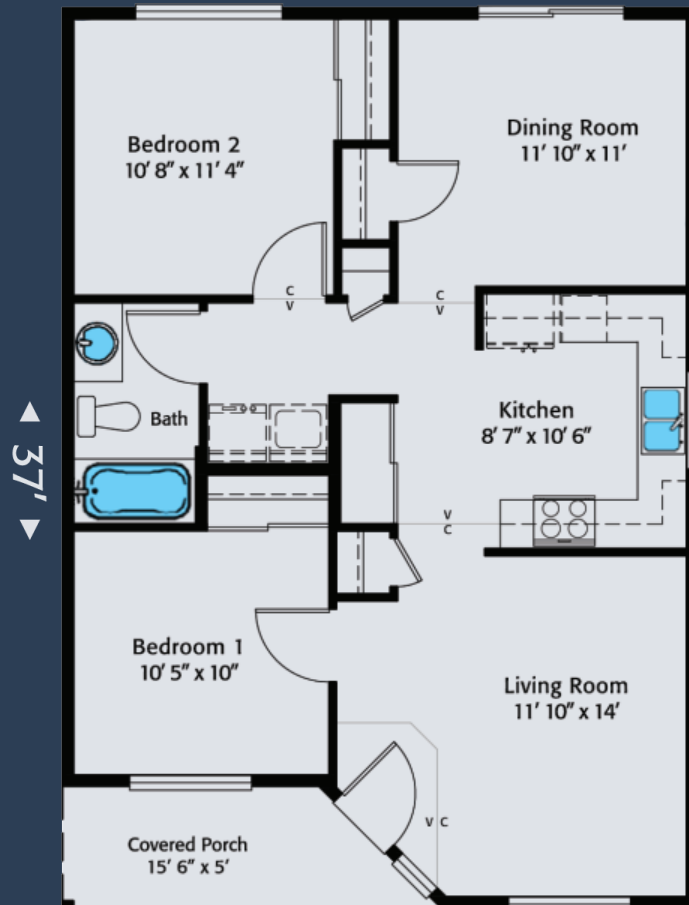 Bedroom 2
10' 8" x 11' 4"
Dining Room
11' 10" x 11'
C
V
C
V
Bath
Kitchen
8' 7" x 10' 6"
37'
V
C
Bedroom 1
10' 5" x 10"
Living Room
11' 10" x 14'
V C
Covered Porch
15' 6" x 5'